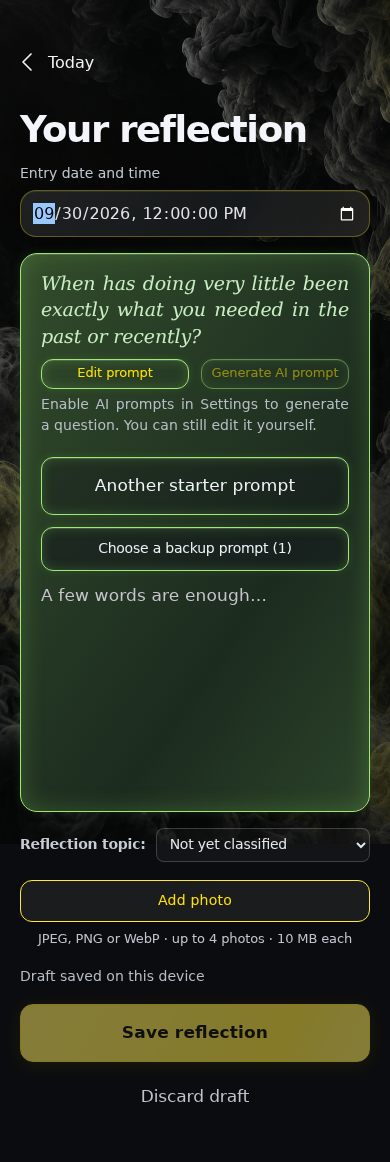 Today
Your reflection
Entry date and time
09/30/2026, 12:00:00 PM
When has doing very little been
exactly what you needed in the
past or recently?
Edit prompt
Generate AI prompt
Enable AI prompts in Settings to generate
a question. You can still edit it yourself.
Another starter prompt
Choose a backup prompt (1)
A few words are enough...
Reflection topic:
Not yet classified
Add photo
JPEG, PNG or WebP · up to 4 photos · 10 MB each
Draft saved on this device
Save reflection
Discard draft